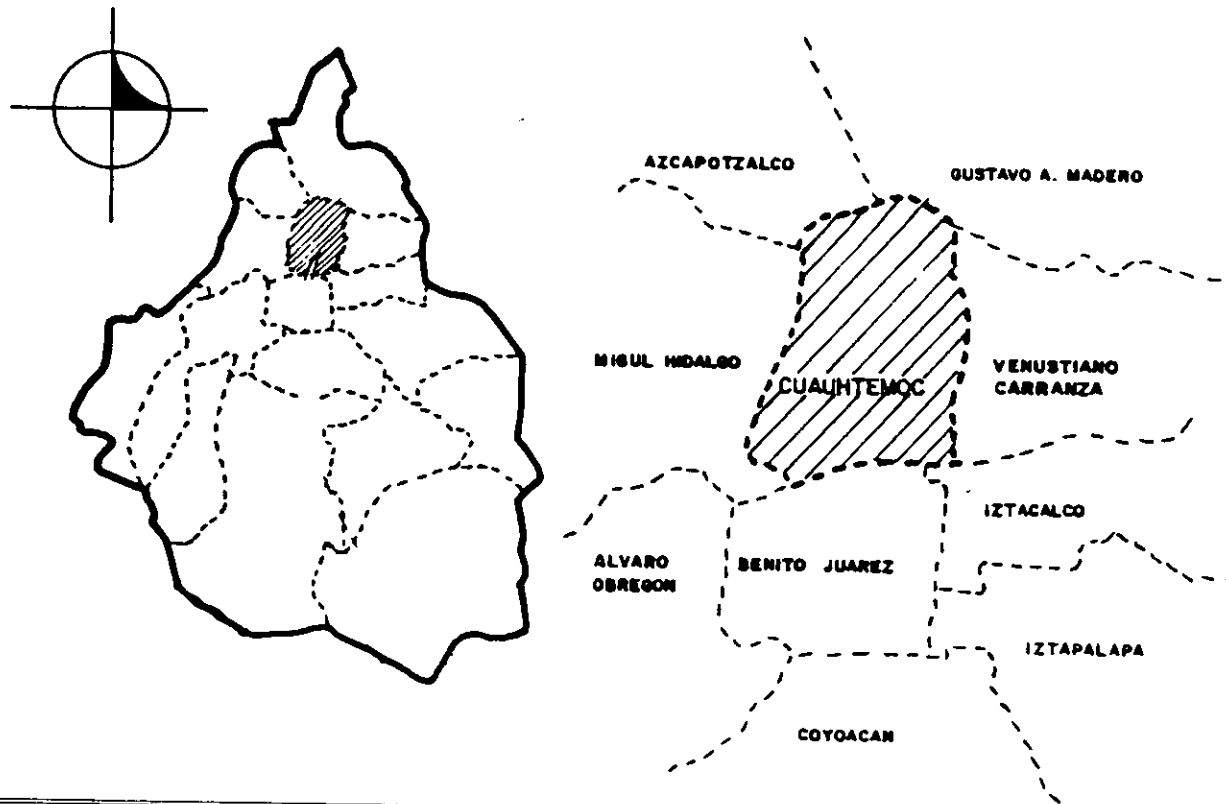 AZCAPOTZALCO
GUSTAVO A. MADERO
MIGUL HIDALGO
CUAUHTEMOC
VENUSTIANO
CARRANZA
IZTACALCO
ALVARO
OBREGON
BENITO JUAREZ
IZTAPALAPA
COYOACAN